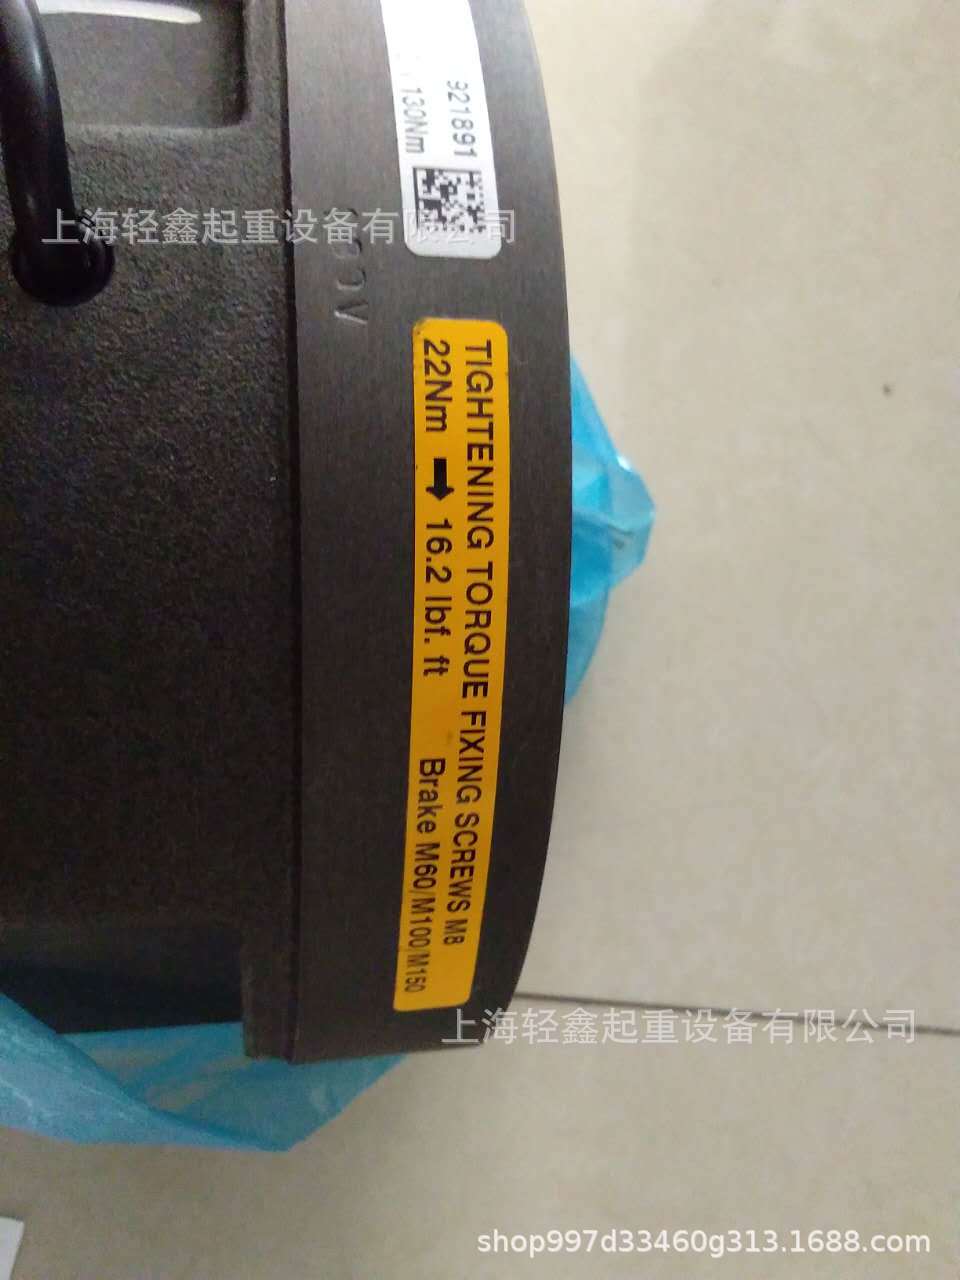 921891
130Nm
上海轻鑫起重设备有限公司
TIGHTENING TORQUE FIXING SCREWS M8
22Nm ➡ 16.2 lbf. ft Brake M60/M100/M150
上海轻鑫起重设备有限公司
shop997d33460g313.1688.com